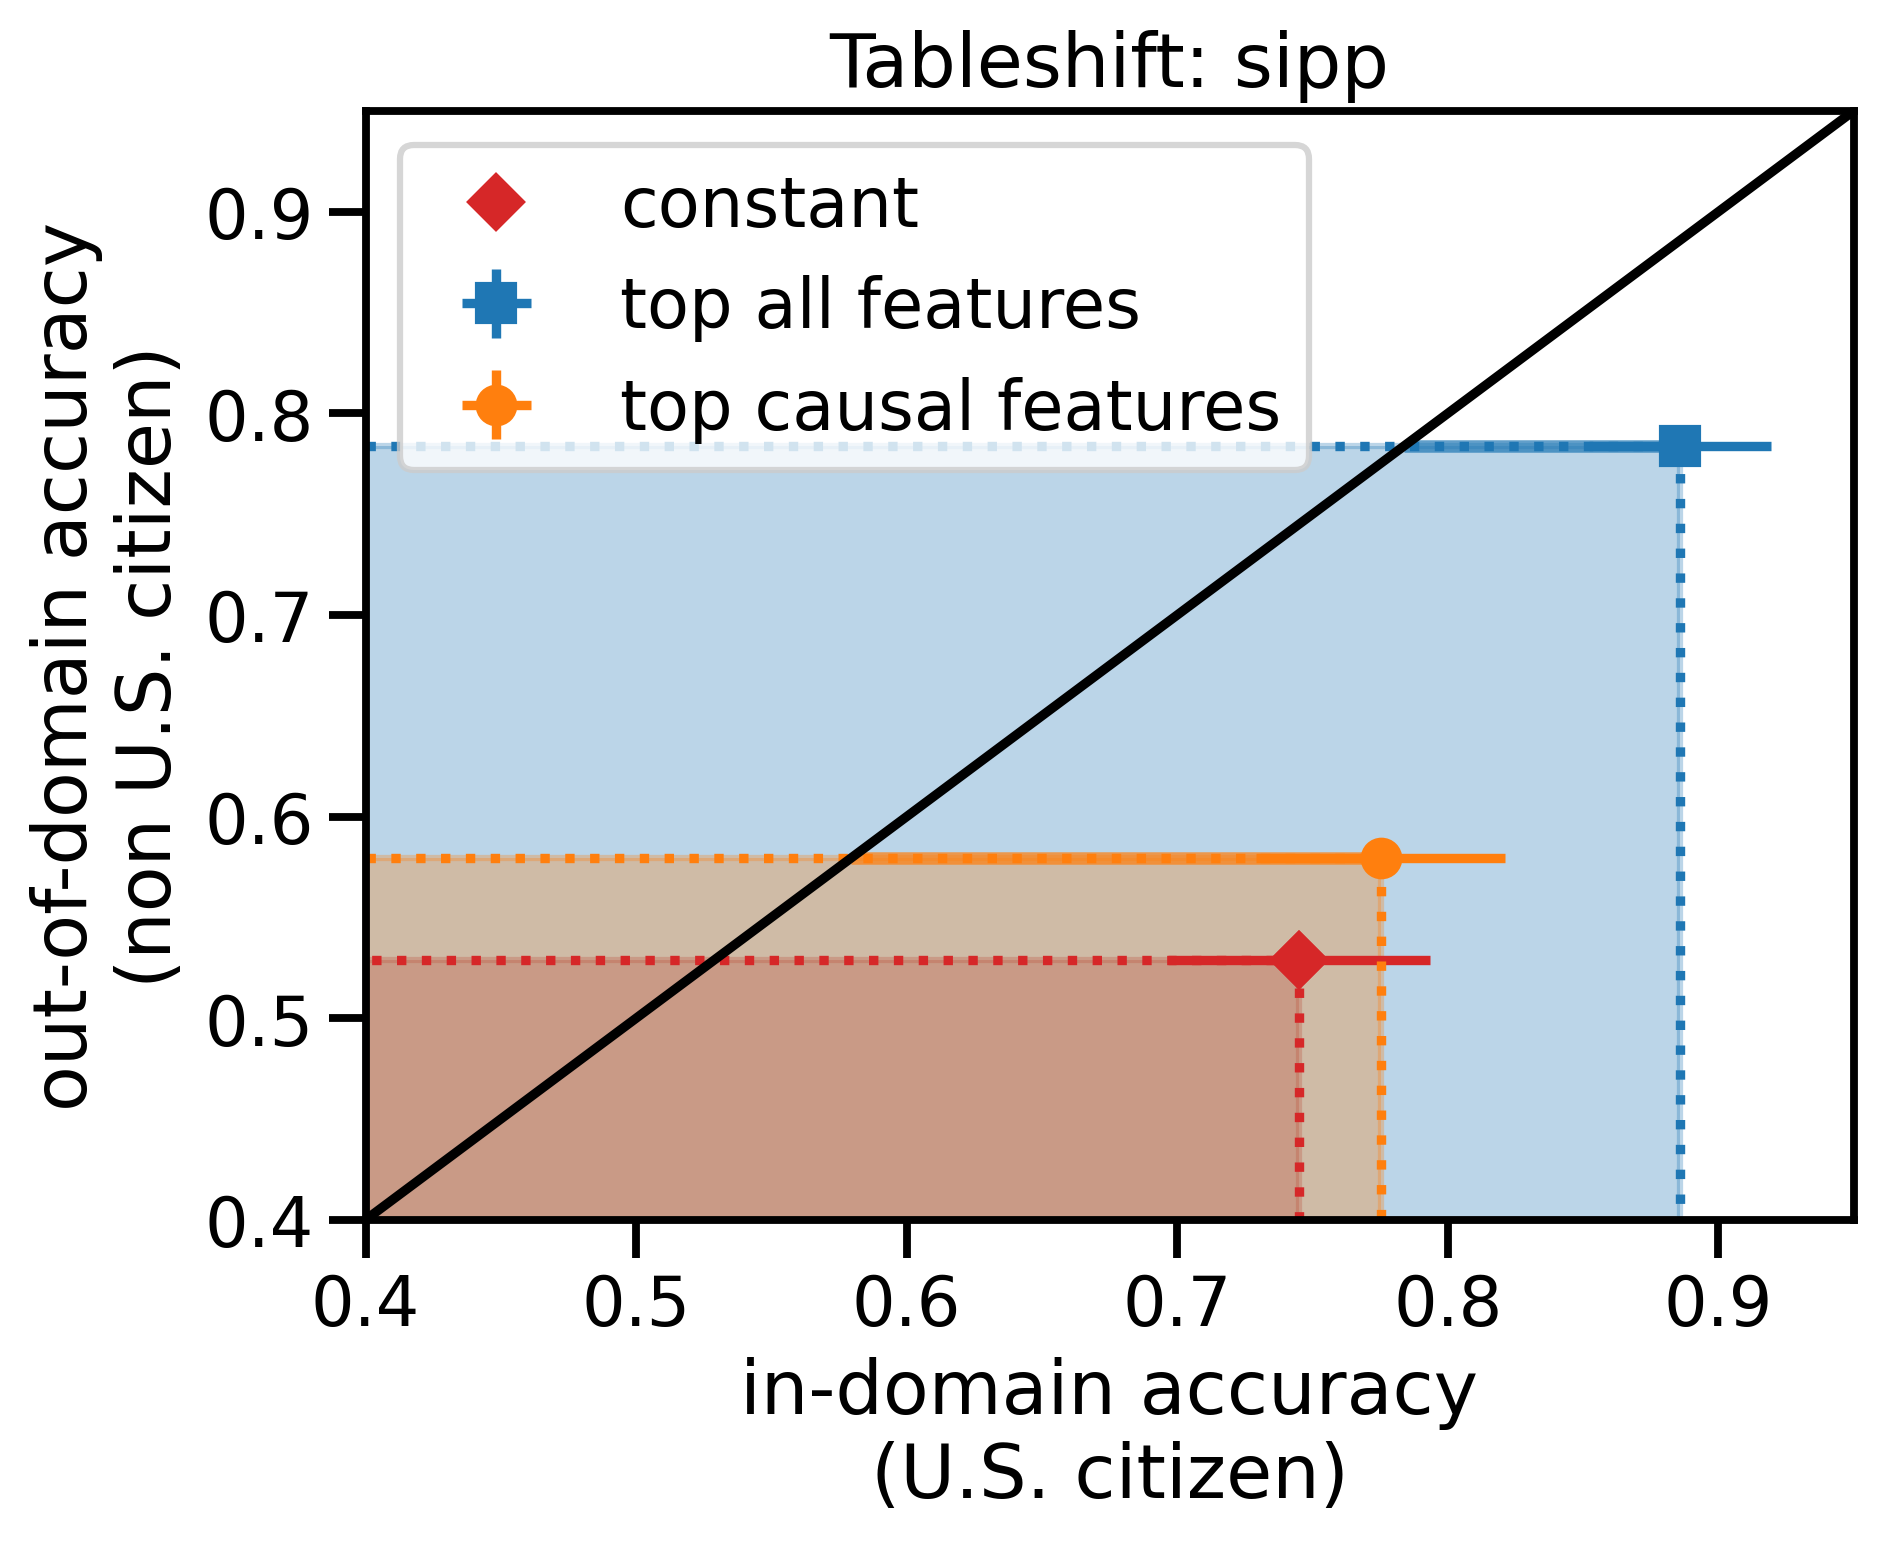 Tableshift: sipp
constant
top all features
top causal features
out-of-domain accuracy
(non U.S. citizen)
0.9
0.8
0.7
0.6
0.5
0.4
0.4 0.5 0.6 0.7 0.8 0.9
in-domain accuracy
(U.S. citizen)